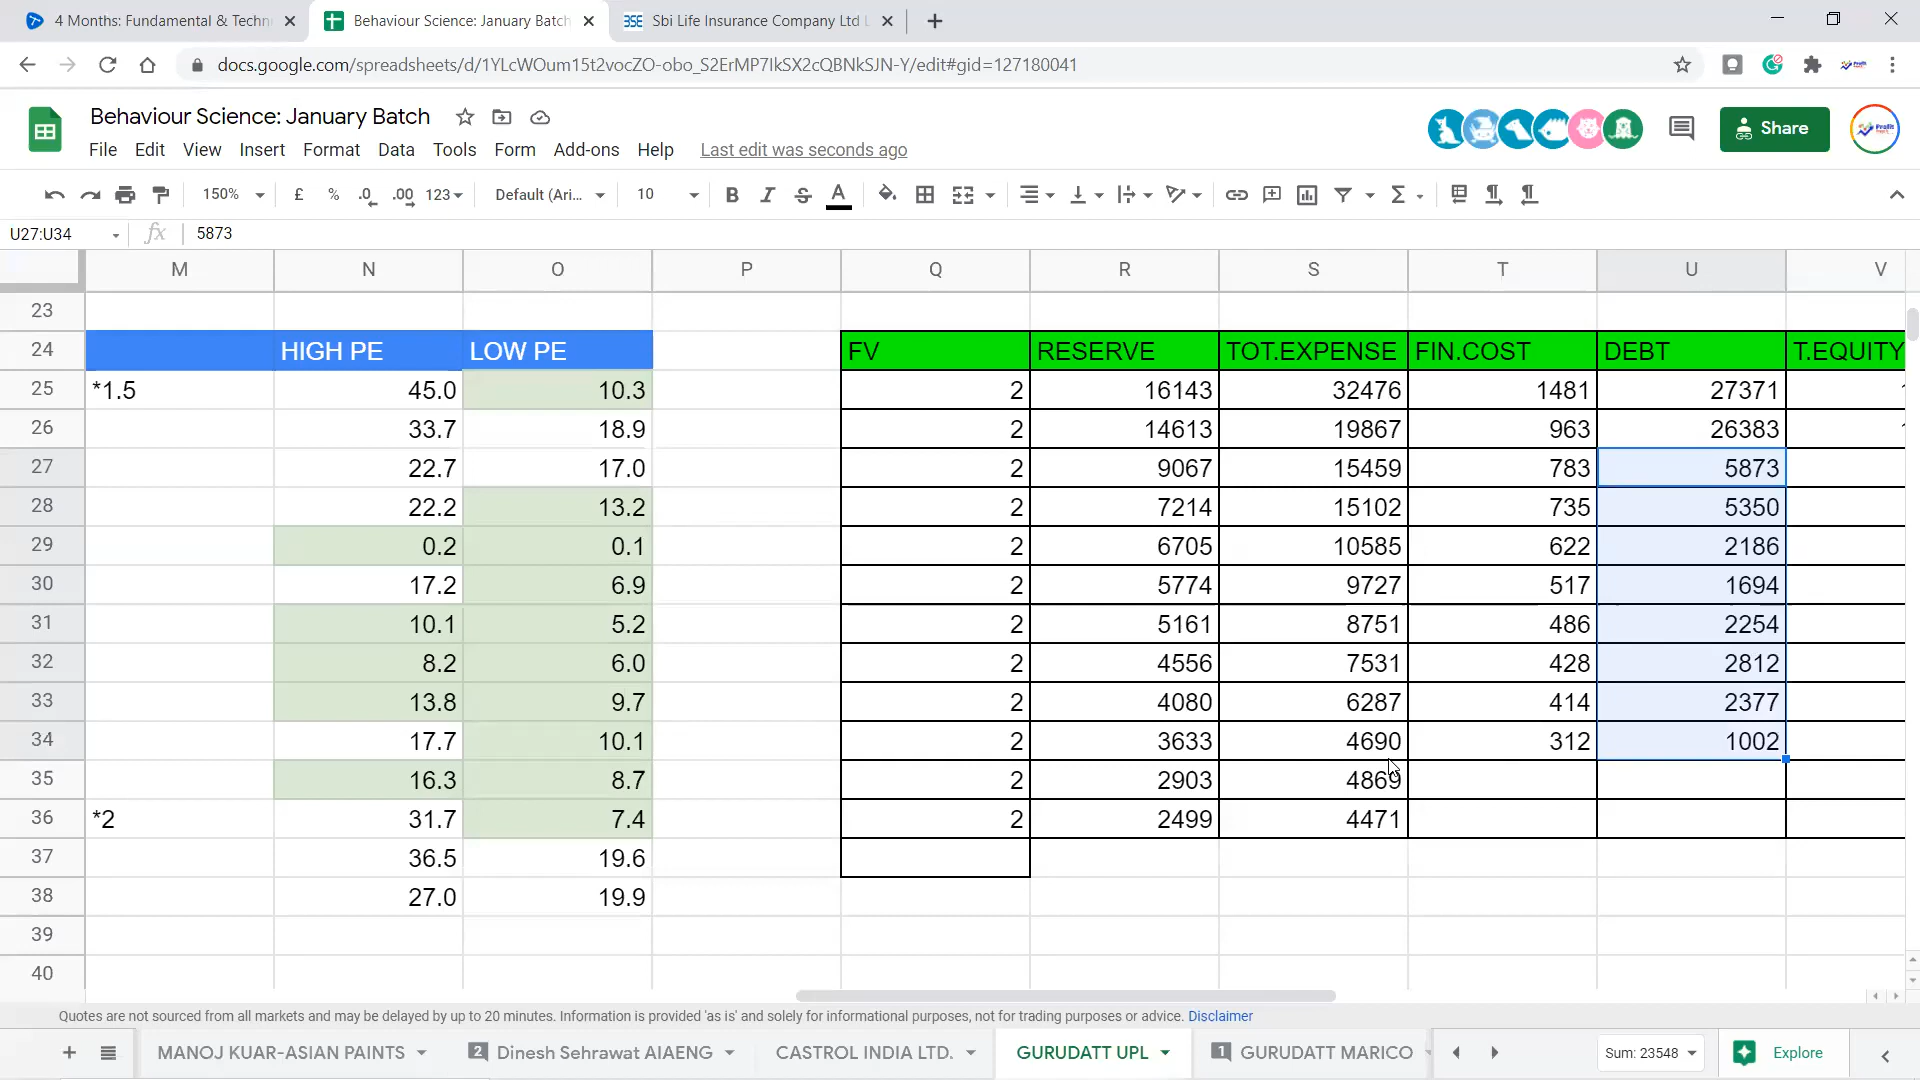 4 Months: Fundamental & Techn
Behaviour Science: January Batch
BSE Sbi Life Insurance Company Ltd L
docs.google.com/spreadsheets/d/1YLcWOum15t2vocZO-obo_S2ErMP7IkSX2cQBNkSJN-Y/edit#gid=127180041
Behaviour Science: January Batch
Share
File Edit View Insert Format Data Tools Form Add-ons Help Last edit was seconds ago
150% £ % .0 .00 123 Default (Ari... 10 B I S A Σ
U27:U34 fx 5873
M N O P Q R S T U V
23
24 HIGH PE LOW PE FV RESERVE TOT.EXPENSE FIN.COST DEBT T.EQUITY
25 *1.5 45.0 10.3 2 16143 32476 1481 27371
26 33.7 18.9 2 14613 19867 963 26383
27 22.7 17.0 2 9067 15459 783 5873
28 22.2 13.2 2 7214 15102 735 5350
29 0.2 0.1 2 6705 10585 622 2186
30 17.2 6.9 2 5774 9727 517 1694
31 10.1 5.2 2 5161 8751 486 2254
32 8.2 6.0 2 4556 7531 428 2812
33 13.8 9.7 2 4080 6287 414 2377
34 17.7 10.1 2 3633 4690 312 1002
35 16.3 8.7 2 2903 4869
36 *2 31.7 7.4 2 2499 4471
37 36.5 19.6
38 27.0 19.9
39
40
Quotes are not sourced from all markets and may be delayed by up to 20 minutes. Information is provided 'as is' and solely for informational purposes, not for trading purposes or advice. Disclaimer
MANOJ KUAR-ASIAN PAINTS 2 Dinesh Sehrawat AIAENG CASTROL INDIA LTD. GURUDATT UPL 1 GURUDATT MARICO Sum: 23548 Explore